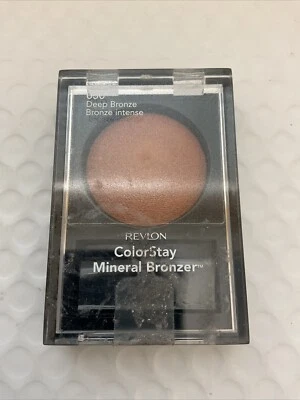 Deep Bronze
Bronze intense
REVLON
ColorStay
Mineral Bronzer™